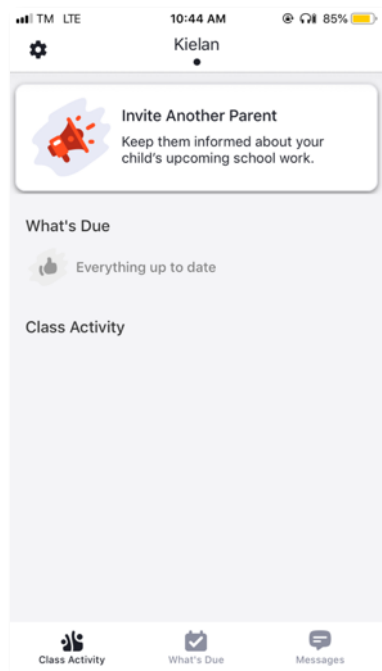 TM LTE 10:44 AM 85%
Kielan
Invite Another Parent
Keep them informed about your
child's upcoming school work.
What's Due
Everything up to date
Class Activity
Class Activity What's Due Messages